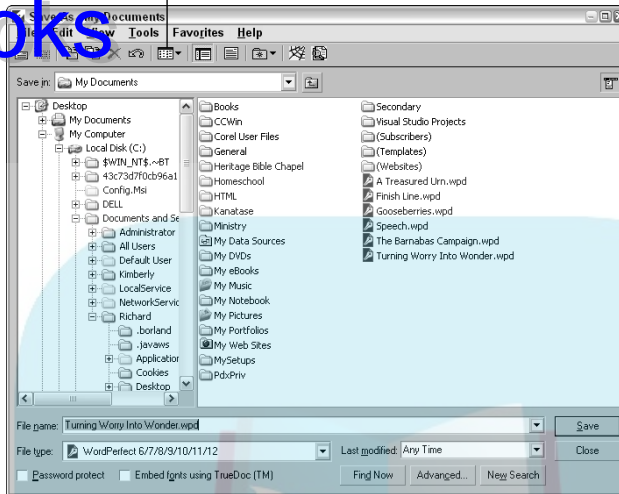 oks
Save As - My Documents
File Edit View Tools Favorites Help
Save in: My Documents
Desktop
My Documents
My Computer
Local Disk (C:)
$WIN_NT$.~BT
43c73d7f0cb96a1
Config.Msi
DELL
Documents and Se
Administrator
All Users
Default User
Kimberly
LocalService
NetworkServic
Richard
.borland
.javaws
Application
Cookies
Desktop
Books
CCWin
Corel User Files
General
Heritage Bible Chapel
Homeschool
HTML
Kanatase
Ministry
My Data Sources
My DVDs
My eBooks
My Music
My Notebook
My Pictures
My Portfolios
My Web Sites
MySetups
PdxPriv
Secondary
Visual Studio Projects
(Subscribers)
(Templates)
(Websites)
A Treasured Urn.wpd
Finish Line.wpd
Gooseberries.wpd
Speech.wpd
The Barnabas Campaign.wpd
Turning Worry Into Wonder.wpd
File name: Turning Worry Into Wonder.wpd Save
File type: WordPerfect 6/7/8/9/10/11/12 Last modified: Any Time Close
Password protect Embed fonts using TrueDoc (TM) Find Now Advanced... New Search